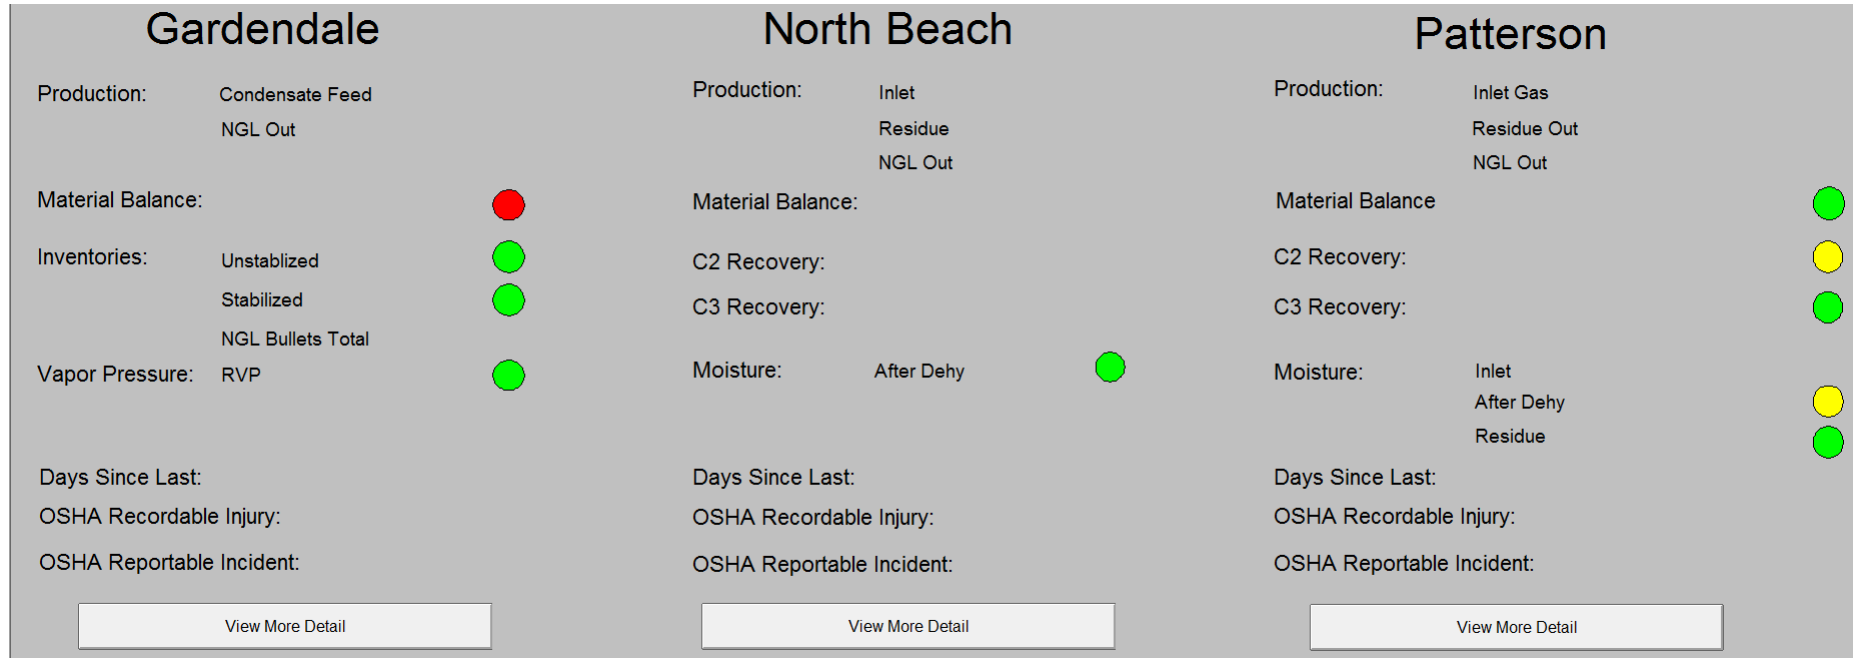 Gardendale
Production: Condensate Feed
NGL Out
Material Balance:
Inventories: Unstablized
Stabilized
NGL Bullets Total
Vapor Pressure: RVP
Days Since Last:
OSHA Recordable Injury:
OSHA Reportable Incident:
View More Detail
North Beach
Production: Inlet
Residue
NGL Out
Material Balance:
C2 Recovery:
C3 Recovery:
Moisture: After Dehy
Days Since Last:
OSHA Recordable Injury:
OSHA Reportable Incident:
View More Detail
Patterson
Production: Inlet Gas
Residue Out
NGL Out
Material Balance
C2 Recovery:
C3 Recovery:
Moisture: Inlet
After Dehy
Residue
Days Since Last:
OSHA Recordable Injury:
OSHA Reportable Incident:
View More Detail